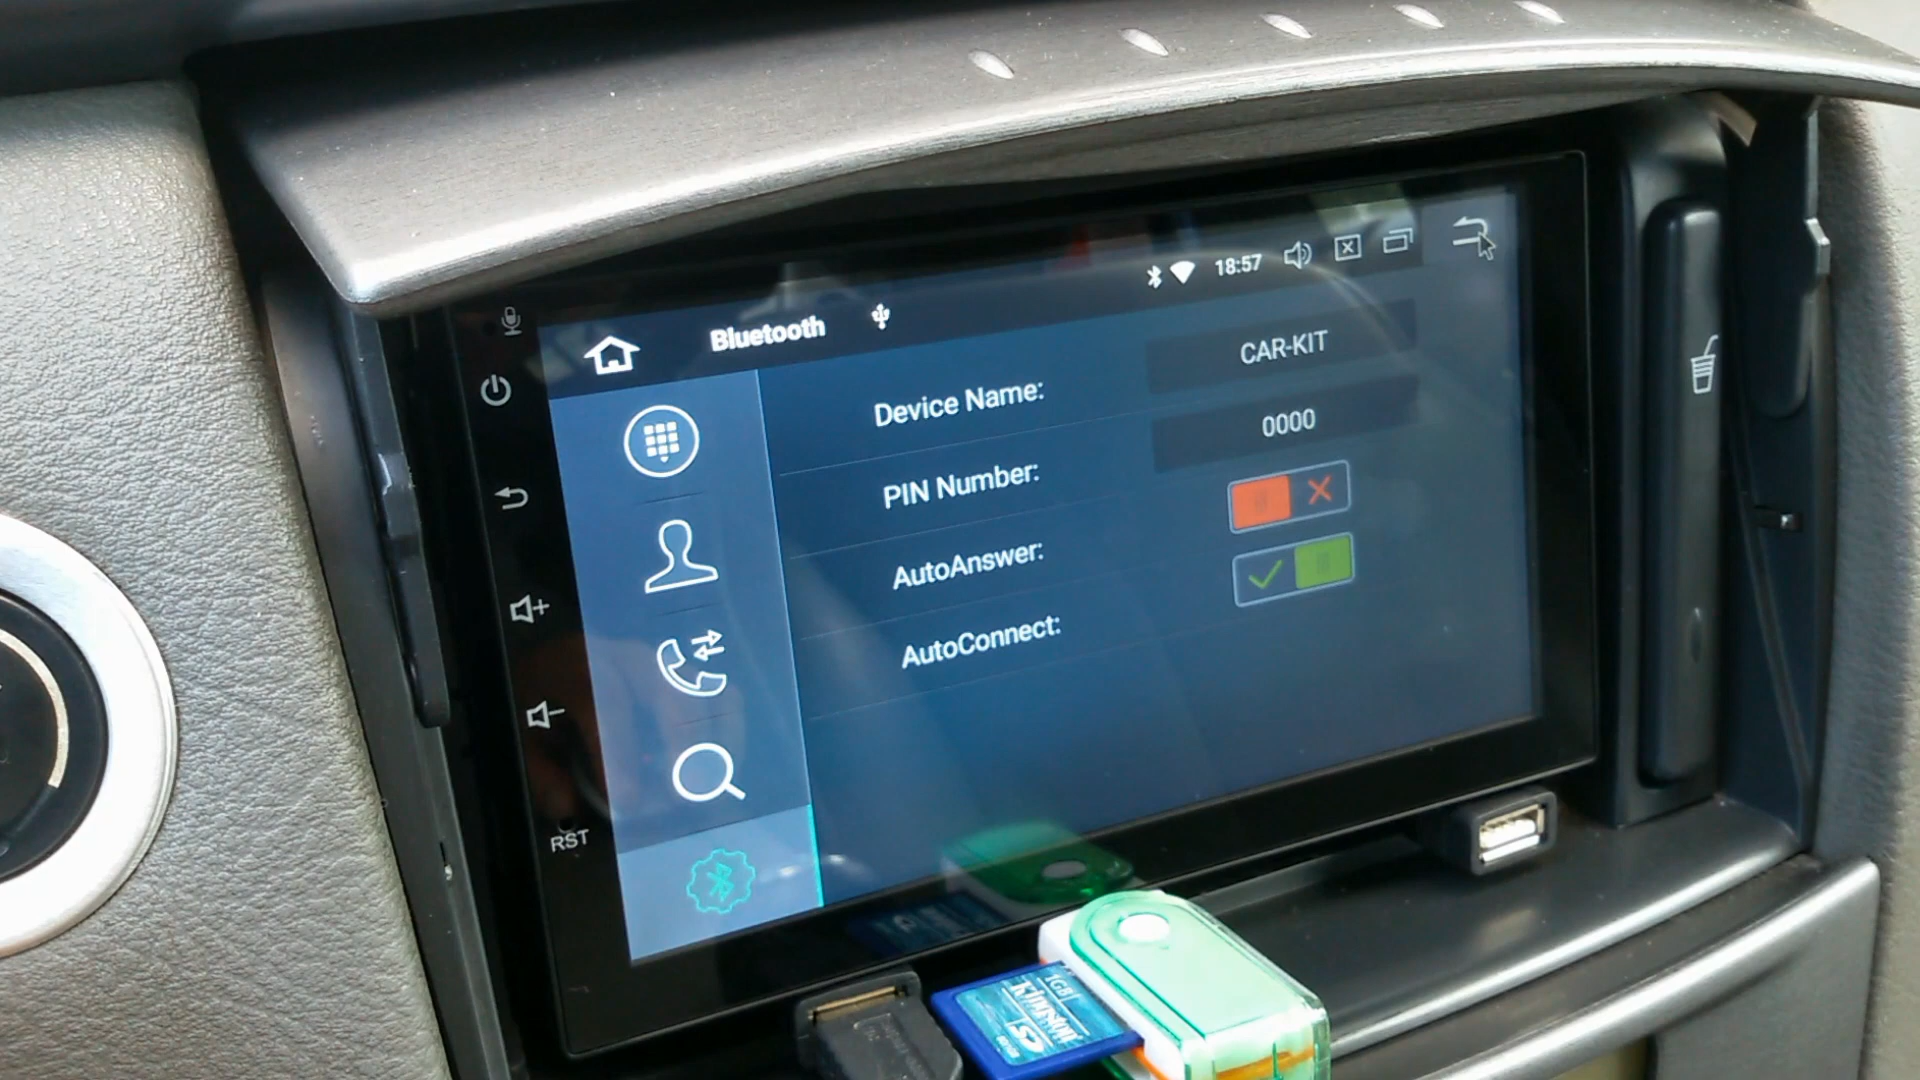 18:57
Bluetooth
Device Name:
CAR-KIT
PIN Number:
0000
AutoAnswer:
AutoConnect:
RST
1GB
Kingston
SD